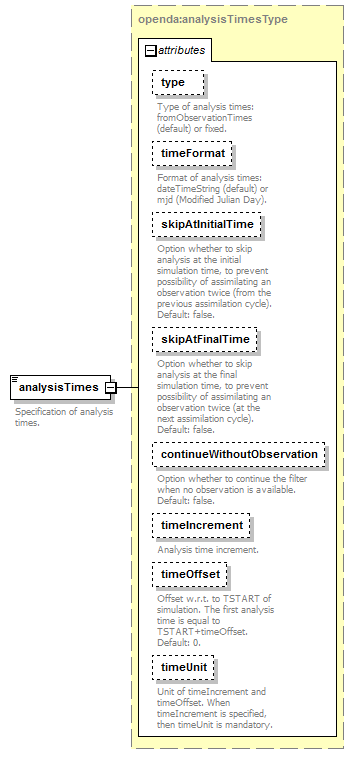 openda:analysisTimesType
attributes
type
Type of analysis times:
fromObservationTimes
(default) or fixed.
timeFormat
Format of analysis times:
dateTimeString (default) or
mjd (Modified Julian Day).
skipAtInitialTime
Option whether to skip
analysis at the initial
simulation time, to prevent
possibility of assimilating an
observation twice (from the
previous assimilation cycle).
Default: false.
skipAtFinalTime
Option whether to skip
analysis at the final
simulation time, to prevent
possibility of assimilating an
observation twice (at the
next assimilation cycle).
Default: false.
analysisTimes
Specification of analysis
times.
continueWithoutObservation
Option whether to continue the filter
when no observation is available.
Default: false.
timeIncrement
Analysis time increment.
timeOffset
Offset w.r.t. to TSTART of
simulation. The first analysis
time is equal to
TSTART+timeOffset.
Default: 0.
timeUnit
Unit of timeIncrement and
timeOffset. When
timeIncrement is specified,
then timeUnit is mandatory.